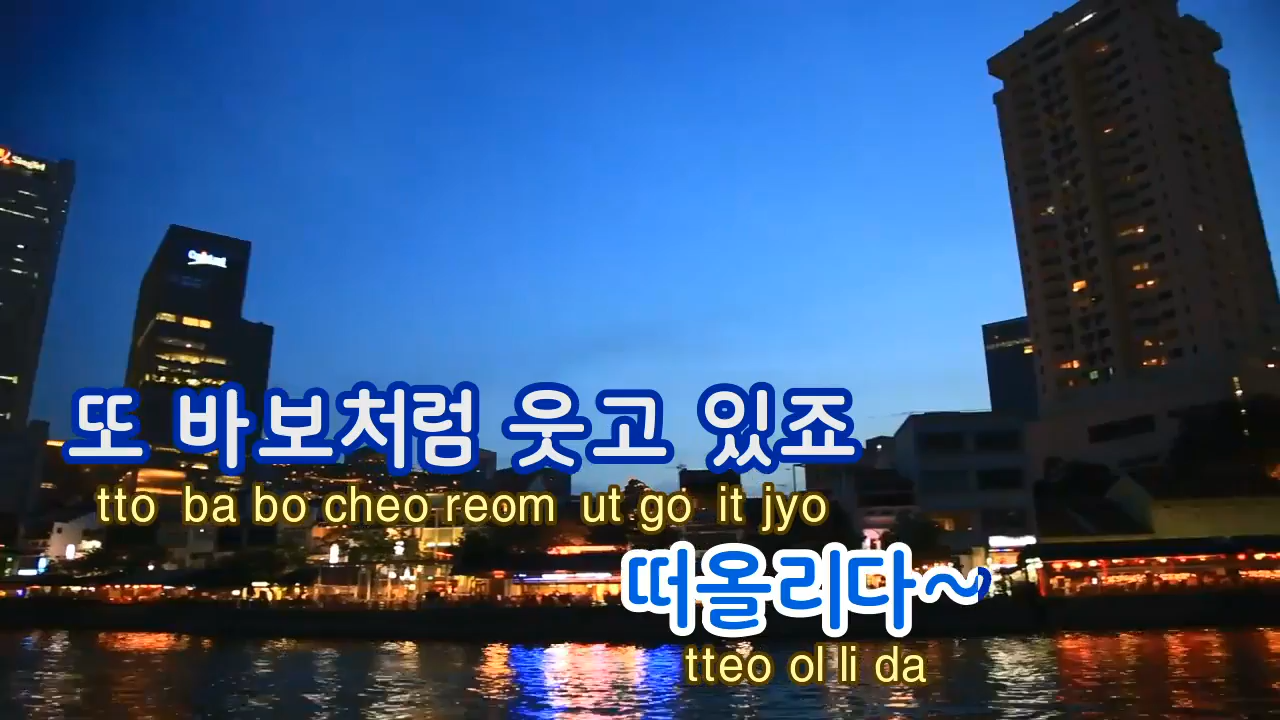 SingTel
또 바보처럼 웃고 있죠
tto ba bo cheo reom ut go it jyo
떠올리다~
tteo ol li da